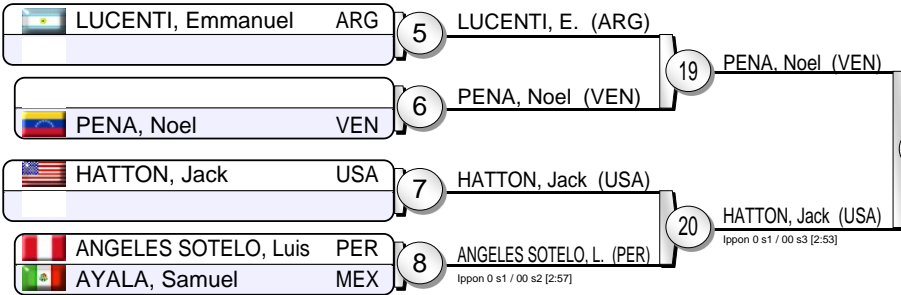 LUCENTI, Emmanuel ARG
5
LUCENTI, E. (ARG)
PENA, Noel VEN
6
PENA, Noel (VEN)
19
PENA, Noel (VEN)
HATTON, Jack USA
7
HATTON, Jack (USA)
ANGELES SOTELO, Luis PER
AYALA, Samuel MEX
8
ANGELES SOTELO, L. (PER)
Ippon 0 s1 / 00 s2 [2:57]
20
HATTON, Jack (USA)
Ippon 0 s1 / 00 s3 [2:53]